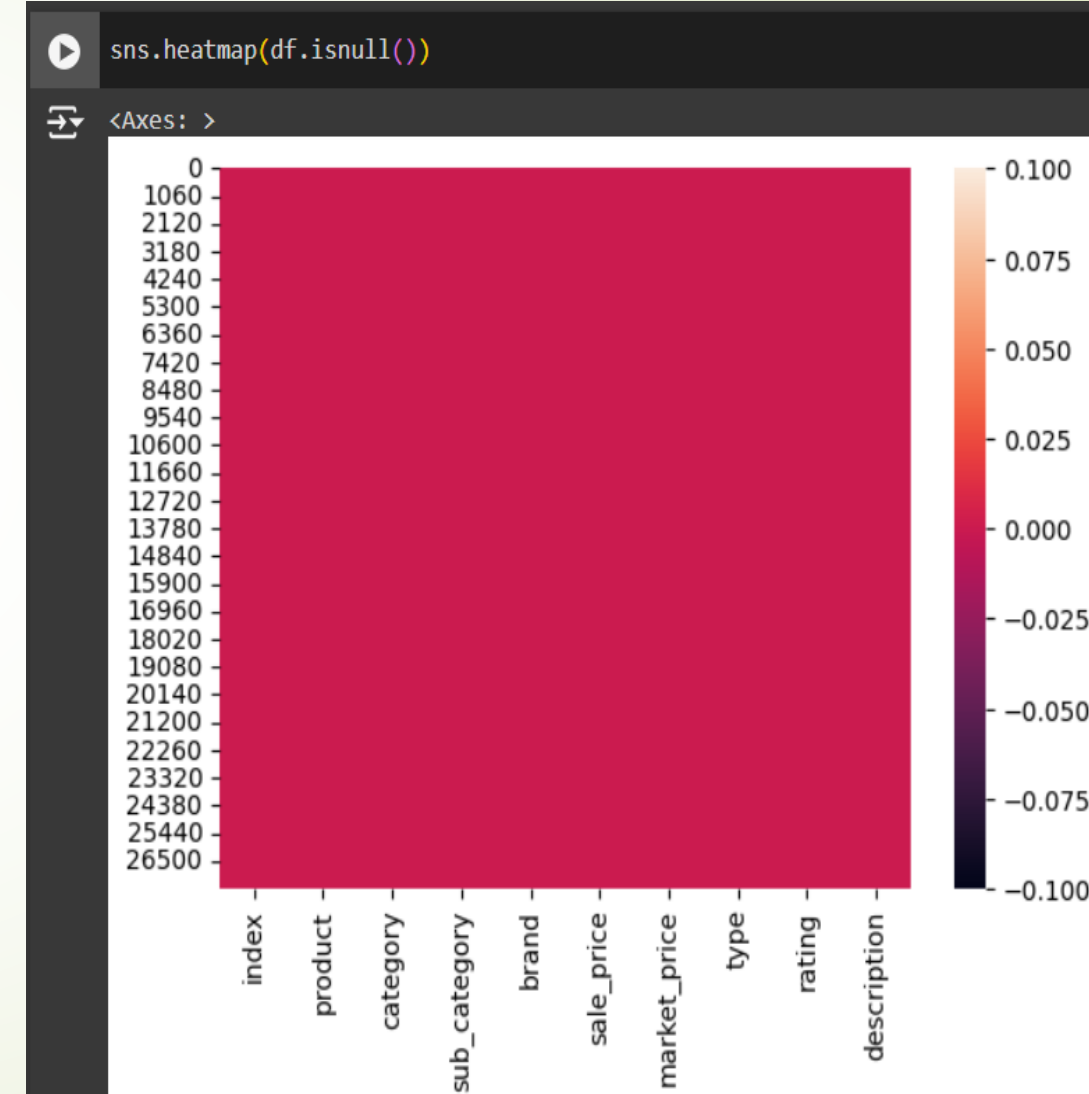 sns.heatmap(df.isnull())
<Axes: >
0
1060
2120
3180
4240
5300
6360
7420
8480
9540
10600
11660
12720
13780
14840
15900
16960
18020
19080
20140
21200
22260
23320
24380
25440
26500
index
product
category
sub_category
brand
sale_price
market_price
type
rating
description
0.100
0.075
0.050
0.025
0.000
−0.025
−0.050
−0.075
−0.100